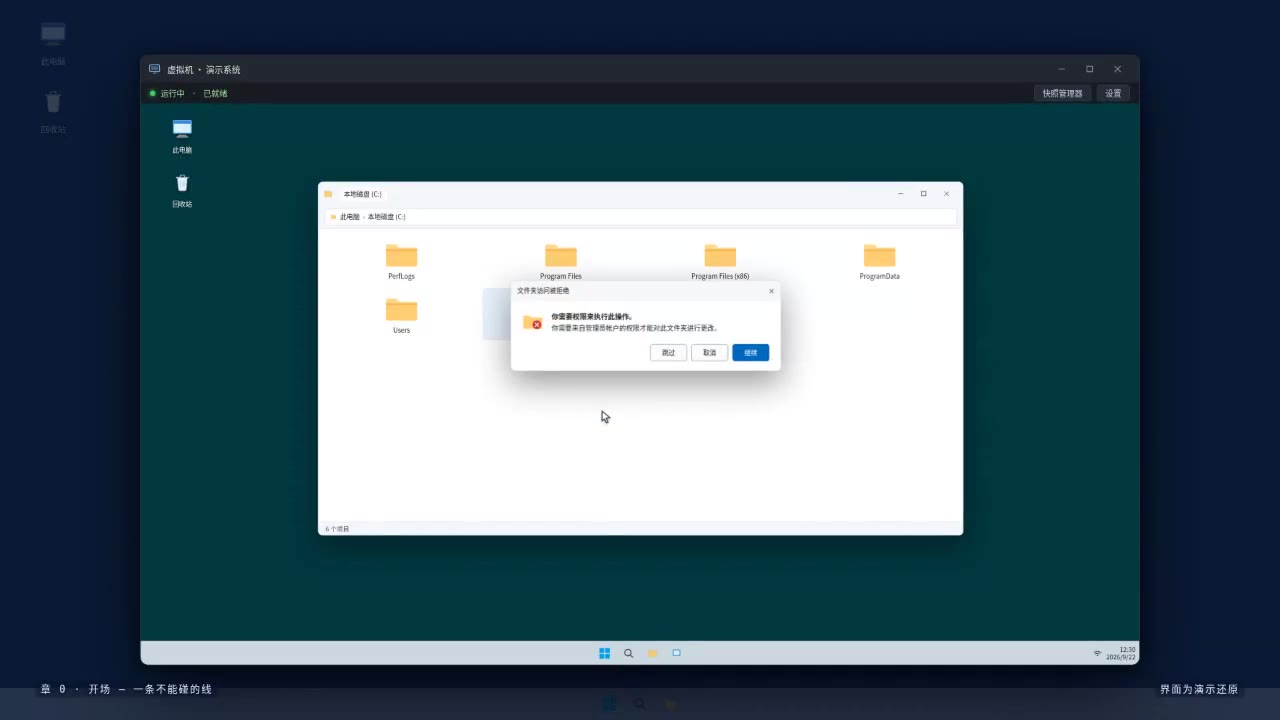 此电脑
回收站
虚拟机 · 演示系统
运行中 · 已就绪
快照管理器
设置
此电脑
回收站
本地磁盘 (C:)
此电脑 › 本地磁盘 (C:)
PerfLogs
Program Files
Program Files (x86)
ProgramData
Users
文件夹访问被拒绝
你需要权限来执行此操作。
你需要来自管理员帐户的权限才能对此文件夹进行更改。
跳过
取消
继续
6 个项目
12:30
2026/9/22
章 0 · 开场 — 一条不能碰的线
界面为演示还原